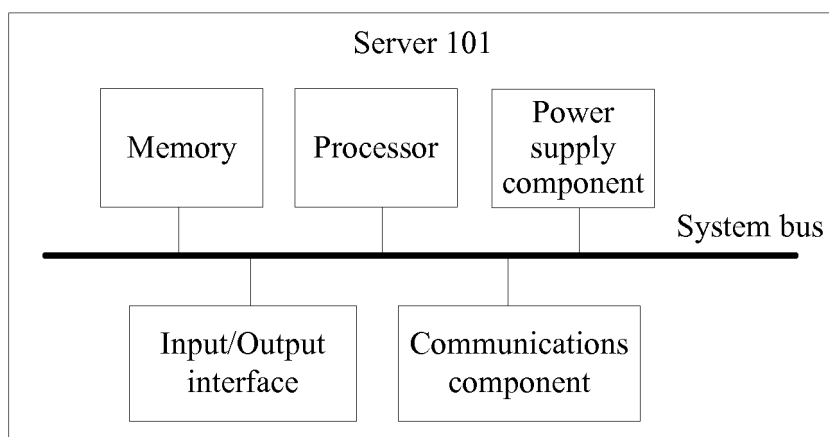 Server 101
Memory
Processor
Power
supply
component
System bus
Input/Output
interface
Communications
component